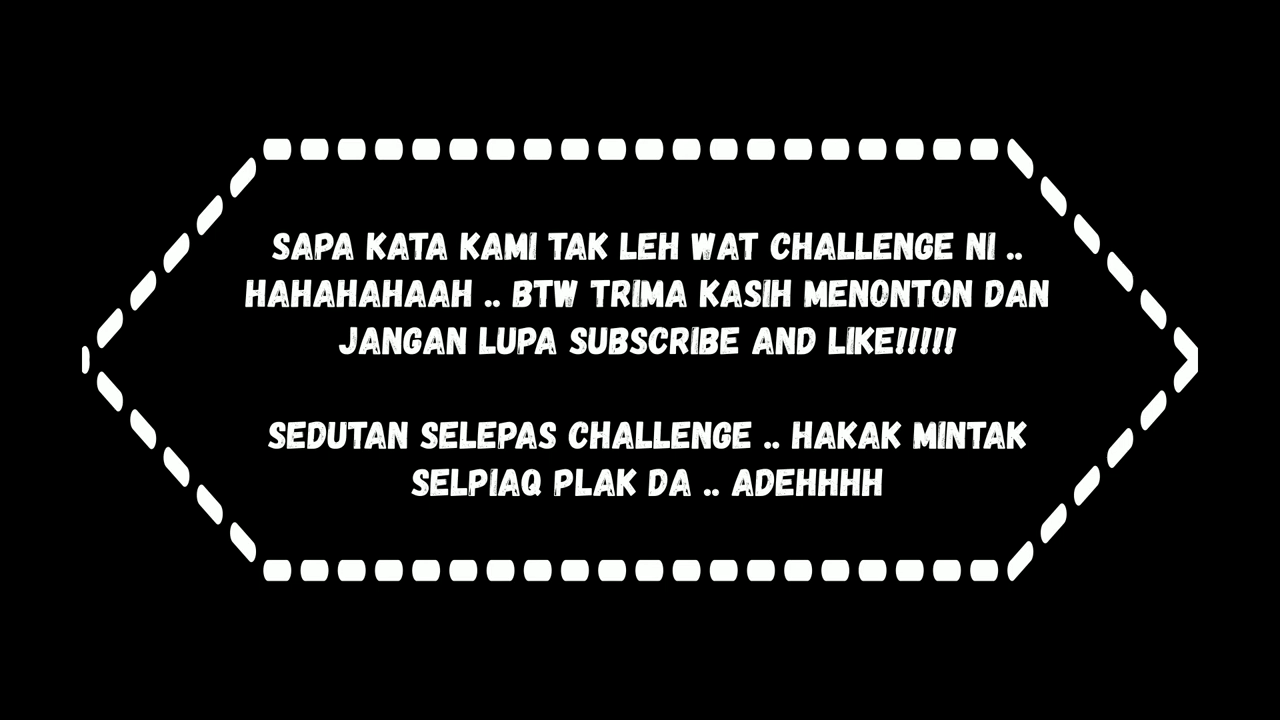 SAPA KATA KAMI TAK LEH WAT CHALLENGE NI ..
HAHAHAHAAH .. BTW TRIMA KASIH MENONTON DAN
JANGAN LUPA SUBSCRIBE AND LIKE!!!!!
SEDUTAN SELEPAS CHALLENGE .. HAKAK MINTAK
SELPIAQ PLAK DA .. ADEHHHH